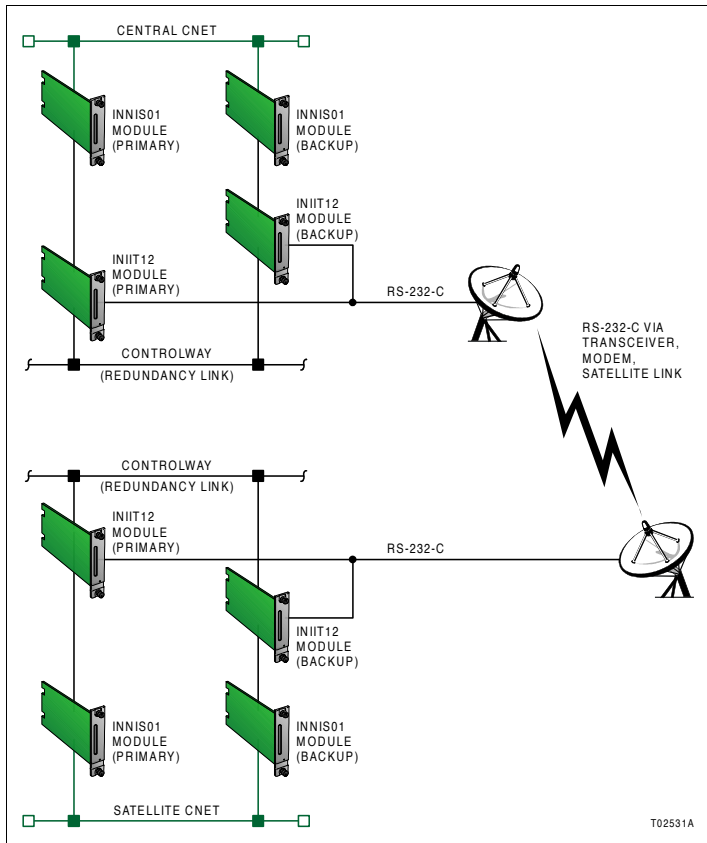 CENTRAL CNET
INNIS01
MODULE
(PRIMARY)
INNIS01
MODULE
(BACKUP)
INIIT12
MODULE
(BACKUP)
INIIT12
MODULE
(PRIMARY)
RS-232-C
RS-232-C VIA
TRANSCEIVER,
MODEM,
SATELLITE LINK
CONTROLWAY
(REDUNDANCY LINK)
CONTROLWAY
(REDUNDANCY LINK)
INIIT12
MODULE
(PRIMARY)
RS-232-C
INIIT12
MODULE
(BACKUP)
INNIS01
MODULE
(PRIMARY)
INNIS01
MODULE
(BACKUP)
SATELLITE CNET
T02531A